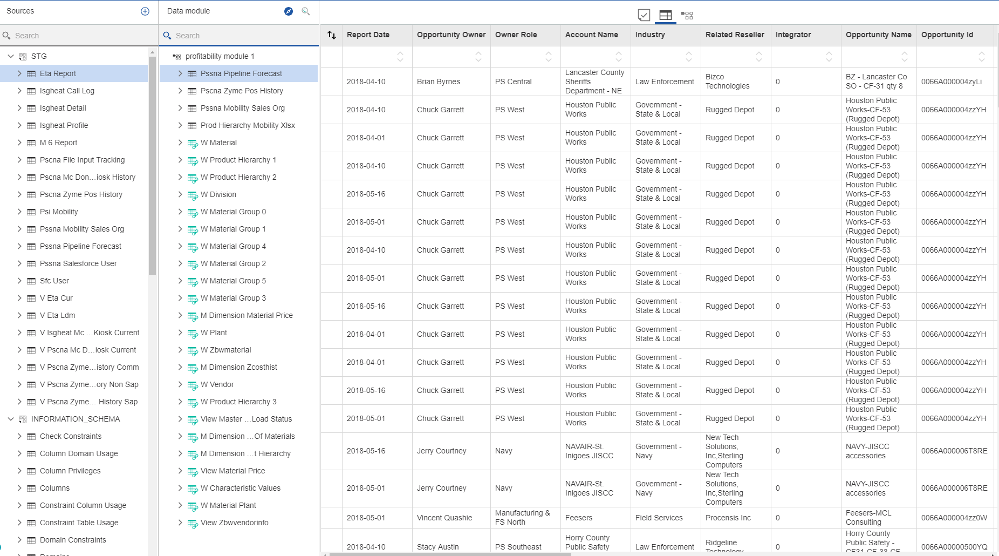 Sources
Search
STG
Eta Report
Isgheat Call Log
Isgheat Detail
Isgheat Profile
M 6 Report
Pscna File Input Tracking
Pscna Mc Don...iosk History
Pscna Zyme Pos History
Psi Mobility
Pssna Mobility Sales Org
Pssna Pipeline Forecast
Pssna Salesforce User
Sfc User
V Eta Cur
V Eta Ldm
V Isgheat Mc ...Kiosk Current
V Pscna Mc D...iosk Current
V Pscna Zyme...istory Comm
V Pscna Zyme...ory Non Sap
V Pscna Zyme... History Sap
INFORMATION_SCHEMA
Check Constraints
Column Domain Usage
Column Privileges
Columns
Constraint Column Usage
Constraint Table Usage
Domain Constraints
Domains
Data module
Search
profitability module 1
Pssna Pipeline Forecast
Pscna Zyme Pos History
Pssna Mobility Sales Org
Prod Hierarchy Mobility Xlsx
W Material
W Product Hierarchy 1
W Product Hierarchy 2
W Division
W Material Group 0
W Material Group 1
W Material Group 4
W Material Group 2
W Material Group 5
W Material Group 3
M Dimension Material Price
W Plant
W Zbwmaterial
M Dimension Zcosthist
W Vendor
W Product Hierarchy 3
View Master ...Load Status
M Dimension ...Of Materials
M Dimension ...t Hierarchy
View Material Price
W Characteristic Values
W Material Plant
View Zbwvendorinfo
Report Date Opportunity Owner Owner Role Account Name Industry Related Reseller Integrator Opportunity Name Opportunity Id
2018-04-10 Brian Byrnes PS Central Lancaster County Sheriffs Department - NE Law Enforcement Bizco Technologies 0 BZ - Lancaster Co SO - CF-31 qty 8 0066A000004zyLi
2018-04-10 Chuck Garrett PS West Houston Public Works Government - State & Local Rugged Depot 0 Houston Public Works-CF-53 (Rugged Depot) 0066A000004zzYH
2018-04-01 Chuck Garrett PS West Houston Public Works Government - State & Local Rugged Depot 0 Houston Public Works-CF-53 (Rugged Depot) 0066A000004zzYH
2018-04-10 Chuck Garrett PS West Houston Public Works Government - State & Local Rugged Depot 0 Houston Public Works-CF-53 (Rugged Depot) 0066A000004zzYH
2018-05-16 Chuck Garrett PS West Houston Public Works Government - State & Local Rugged Depot 0 Houston Public Works-CF-53 (Rugged Depot) 0066A000004zzYH
2018-05-01 Chuck Garrett PS West Houston Public Works Government - State & Local Rugged Depot 0 Houston Public Works-CF-53 (Rugged Depot) 0066A000004zzYH
2018-04-10 Chuck Garrett PS West Houston Public Works Government - State & Local Rugged Depot 0 Houston Public Works-CF-53 (Rugged Depot) 0066A000004zzYH
2018-05-01 Chuck Garrett PS West Houston Public Works Government - State & Local Rugged Depot 0 Houston Public Works-CF-53 (Rugged Depot) 0066A000004zzYH
2018-05-16 Chuck Garrett PS West Houston Public Works Government - State & Local Rugged Depot 0 Houston Public Works-CF-53 (Rugged Depot) 0066A000004zzYH
2018-04-01 Chuck Garrett PS West Houston Public Works Government - State & Local Rugged Depot 0 Houston Public Works-CF-53 (Rugged Depot) 0066A000004zzYH
2018-04-01 Chuck Garrett PS West Houston Public Works Government - State & Local Rugged Depot 0 Houston Public Works-CF-53 (Rugged Depot) 0066A000004zzYH
2018-05-16 Chuck Garrett PS West Houston Public Works Government - State & Local Rugged Depot 0 Houston Public Works-CF-53 (Rugged Depot) 0066A000004zzYH
2018-05-01 Chuck Garrett PS West Houston Public Works Government - State & Local Rugged Depot 0 Houston Public Works-CF-53 (Rugged Depot) 0066A000004zzYH
2018-05-16 Jerry Courtney Navy NAVAIR-St. Inigoes JISCC Government - Navy New Tech Solutions, Inc,Sterling Computers 0 NAVY-JISCC accessories 0066A000006T8RE
2018-05-01 Jerry Courtney Navy NAVAIR-St. Inigoes JISCC Government - Navy New Tech Solutions, Inc,Sterling Computers 0 NAVY-JISCC accessories 0066A000006T8RE
2018-05-01 Vincent Quashie Manufacturing & FS North Feesers Field Services Procensis Inc 0 Feesers-MCL Consulting 0066A000004zz0W
2018-04-10 Stacy Austin PS Southeast Horry County Public Safety Law Enforcement Ridgeline Technology 0 Horry County Public Safety - CF31 CF-33 CF 0066A00000500YQ